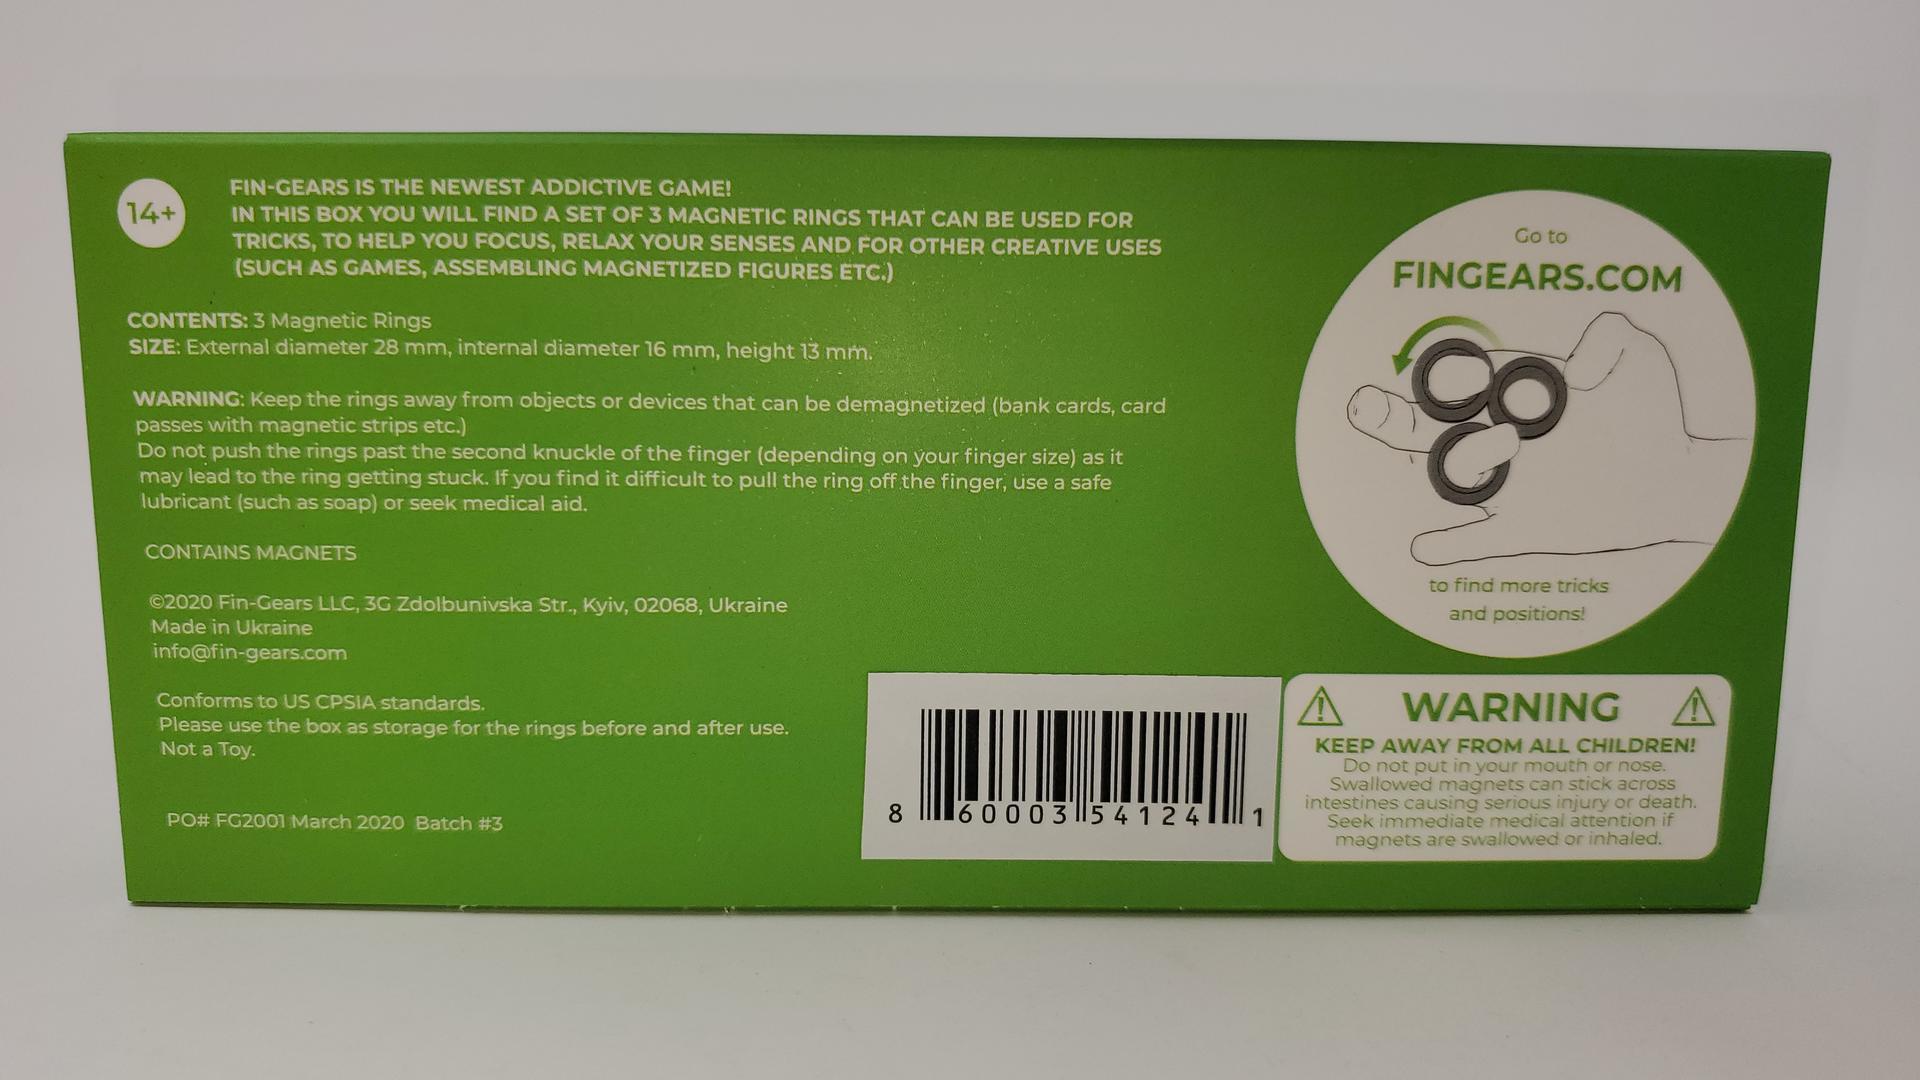 14+
FIN-GEARS IS THE NEWEST ADDICTIVE GAME!
IN THIS BOX YOU WILL FIND A SET OF 3 MAGNETIC RINGS THAT CAN BE USED FOR
TRICKS, TO HELP YOU FOCUS, RELAX YOUR SENSES AND FOR OTHER CREATIVE USES
(SUCH AS GAMES, ASSEMBLING MAGNETIZED FIGURES ETC.)
CONTENTS: 3 Magnetic Rings
SIZE: External diameter 28 mm, internal diameter 16 mm, height 13 mm.
WARNING: Keep the rings away from objects or devices that can be demagnetized (bank cards, card
passes with magnetic strips etc.)
Do not push the rings past the second knuckle of the finger (depending on your finger size) as it
may lead to the ring getting stuck. If you find it difficult to pull the ring off the finger, use a safe
lubricant (such as soap) or seek medical aid.
CONTAINS MAGNETS
©2020 Fin-Gears LLC, 3G Zdolbunivska Str., Kyiv, 02068, Ukraine
Made in Ukraine
info@fin-gears.com
Conforms to US CPSIA standards.
Please use the box as storage for the rings before and after use.
Not a Toy.
PO# FG2001 March 2020 Batch #3
8 60003 54124 1
Go to
FINGEARS.COM
to find more tricks
and positions!
WARNING
KEEP AWAY FROM ALL CHILDREN!
Do not put in your mouth or nose.
Swallowed magnets can stick across
intestines causing serious injury or death.
Seek immediate medical attention if
magnets are swallowed or inhaled.